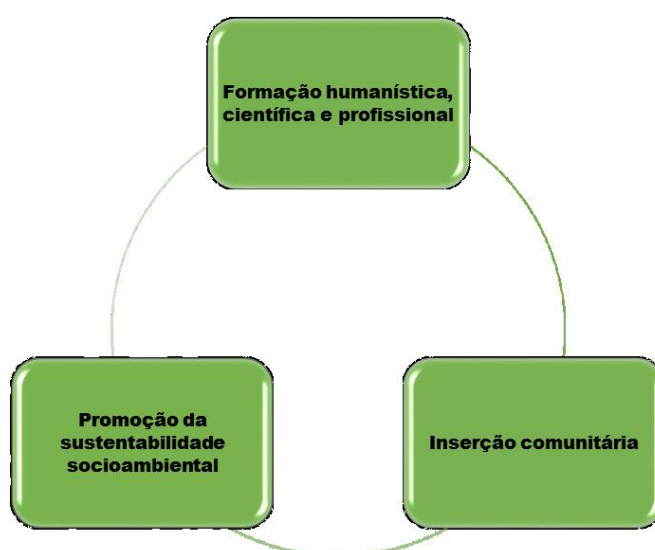 Formação humanística,
científica e profissional
Promoção da
sustentabilidade
socioambiental
Inserção comunitária